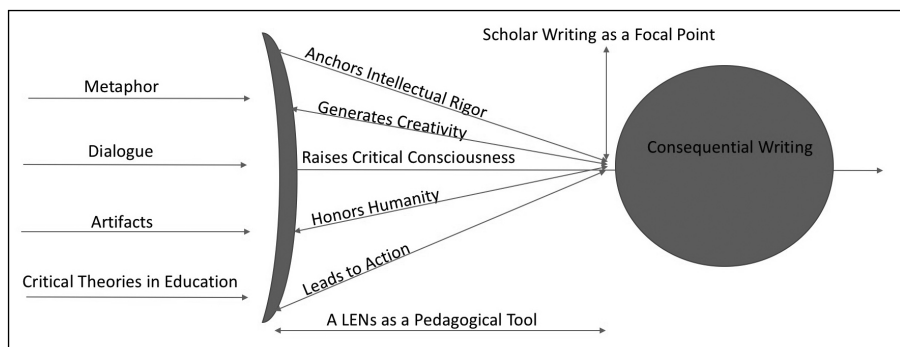 Scholar Writing as a Focal Point
Metaphor
Dialogue
Artifacts
Critical Theories in Education
Anchors Intellectual Rigor
Generates Creativity
Raises Critical Consciousness
Honors Humanity
Leads to Action
Consequential Writing
A LENs as a Pedagogical Tool